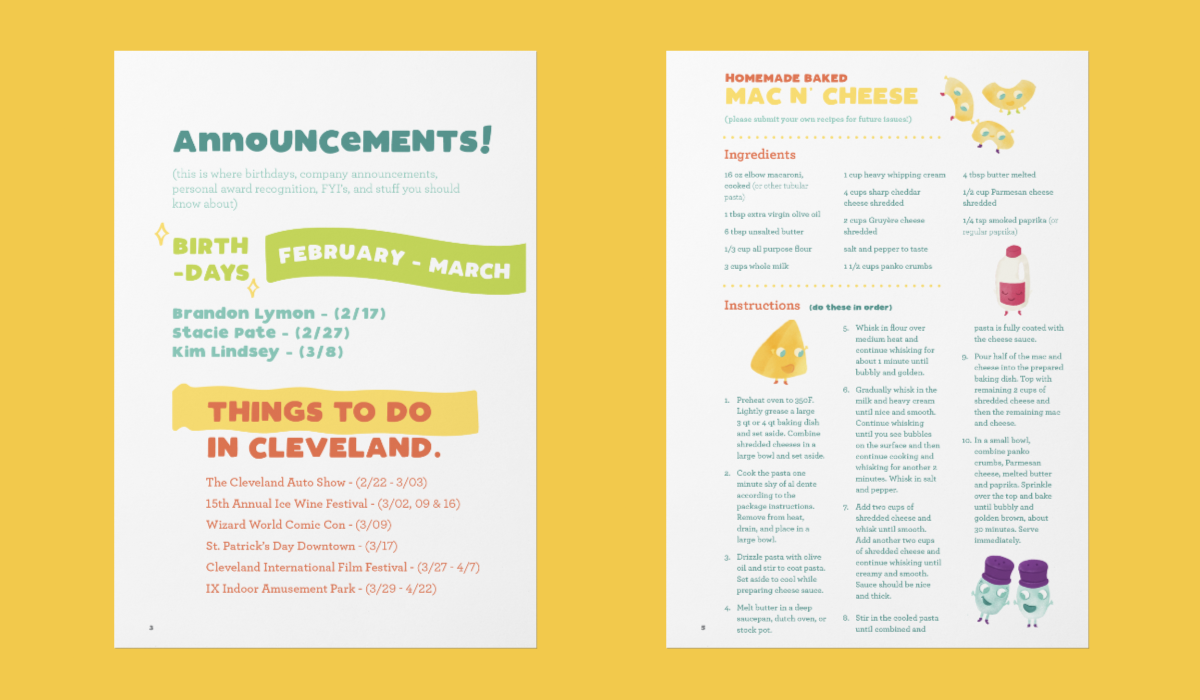 AnnoUNCeMENTS!
(this is where birthdays, company announcements,
personal award recognition, FYI's, and stuff you should
know about)
BIRTH
-DAYS
FEBRUARY - MARCH
Brandon Lymon - (2/17)
Stacie Pate - (2/27)
Kim Lindsey - (3/8)
THINGS TO DO
IN CLEVELAND.
The Cleveland Auto Show - (2/22 - 3/03)
15th Annual Ice Wine Festival - (3/02, 09 & 16)
Wizard World Comic Con - (3/09)
St. Patrick's Day Downtown - (3/17)
Cleveland International Film Festival - (3/27 - 4/7)
IX Indoor Amusement Park - (3/29 - 4/22)
HOMEMADE BAKED
MAC N' CHEESE
(please submit your own recipes for future issues!)
Ingredients
16 oz elbow macaroni,
cooked (or other tubular
pasta)
1 tbsp extra virgin olive oil
6 tbsp unsalted butter
1/3 cup all purpose flour
3 cups whole milk
1 cup heavy whipping cream
4 cups sharp cheddar
cheese shredded
2 cups Gruyère cheese
shredded
salt and pepper to taste
1 1/2 cups panko crumbs
4 tbsp butter melted
1/2 cup Parmesan cheese
shredded
1/4 tsp smoked paprika (or
regular paprika)
Instructions (do these in order)
1. Preheat oven to 350F.
Lightly grease a large
3 qt or 4 qt baking dish
and set aside. Combine
shredded cheeses in a
large bowl and set aside.
2. Cook the pasta one
minute shy of al dente
according to the
package instructions.
Remove from heat,
drain, and place in a
large bowl.
3. Drizzle pasta with olive
oil and stir to coat pasta.
Set aside to cool while
preparing cheese sauce.
4. Melt butter in a deep
saucepan, dutch oven, or
stock pot.
5. Whisk in flour over
medium heat and
continue whisking for
about 1 minute until
bubbly and golden.
6. Gradually whisk in the
milk and heavy cream
until nice and smooth.
Continue whisking
until you see bubbles
on the surface and then
continue cooking and
whisking for another 2
minutes. Whisk in salt
and pepper.
7. Add two cups of
shredded cheese and
whisk until smooth.
Add another two cups
of shredded cheese and
continue whisking until
creamy and smooth.
Sauce should be nice
and thick.
8. Stir in the cooled pasta
until combined and
pasta is fully coated with
the cheese sauce.
9. Pour half of the mac and
cheese into the prepared
baking dish. Top with
remaining 2 cups of
shredded cheese and
then the remaining mac
and cheese.
10. In a small bowl,
combine panko
crumbs, Parmesan
cheese, melted butter
and paprika. Sprinkle
over the top and bake
until bubbly and
golden brown, about
30 minutes. Serve
immediately.